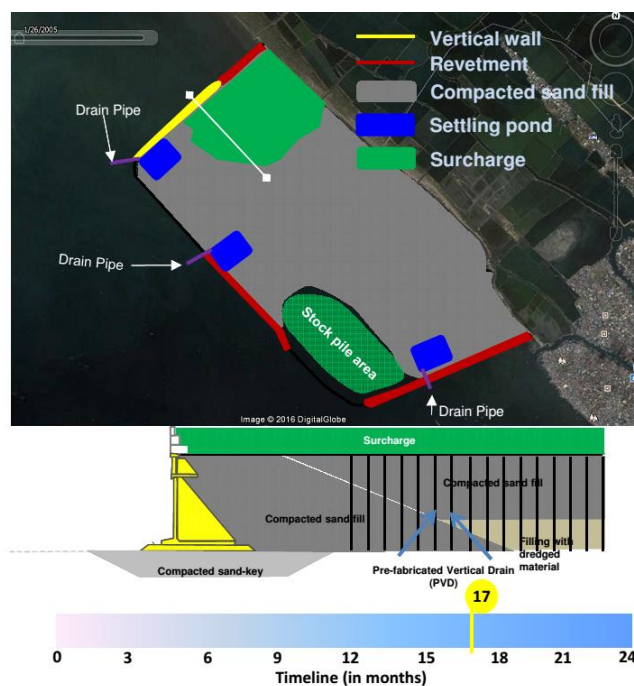 1/26/2005
N
Vertical wall
Revetment
Compacted sand fill
Settling pond
Surcharge
Drain Pipe
Drain Pipe
Stock pile area
Drain Pipe
Image © 2016 DigitalGlobe
Surcharge
Compacted sand fill
Compacted sand fill
Filling with
dredged
material
Pre-fabricated Vertical Drain
(PVD)
Compacted sand-key
17
0 3 6 9 12 15 18 21 24
Timeline (in months)